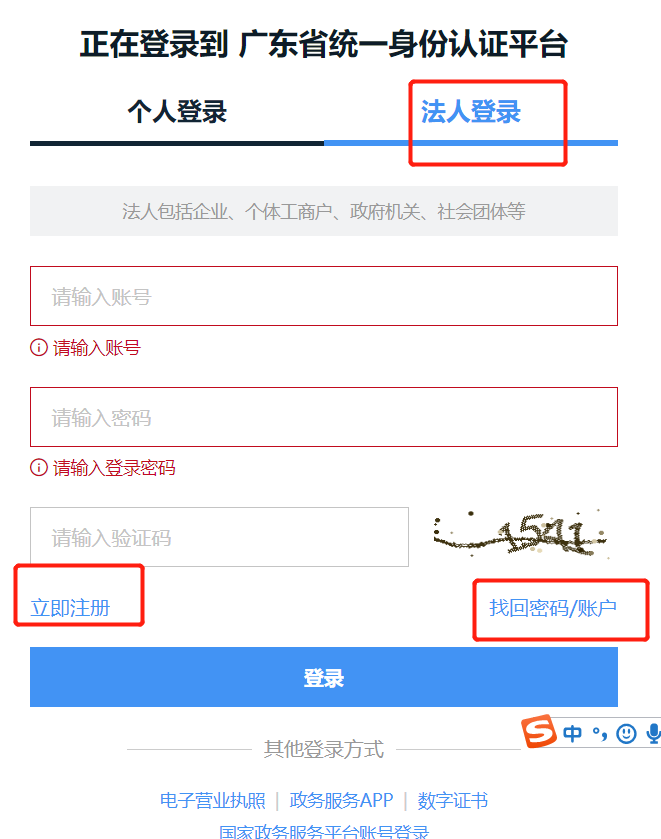 正在登录到 广东省统一身份认证平台
个人登录 法人登录
法人包括企业、个体工商户、政府机关、社会团体等
请输入账号
请输入账号
请输入密码
请输入登录密码
请输入验证码
立即注册 找回密码/账户
登录
S 中 °,
其他登录方式
电子营业执照 | 政务服务APP | 数字证书
国家政务服务平台账号登录